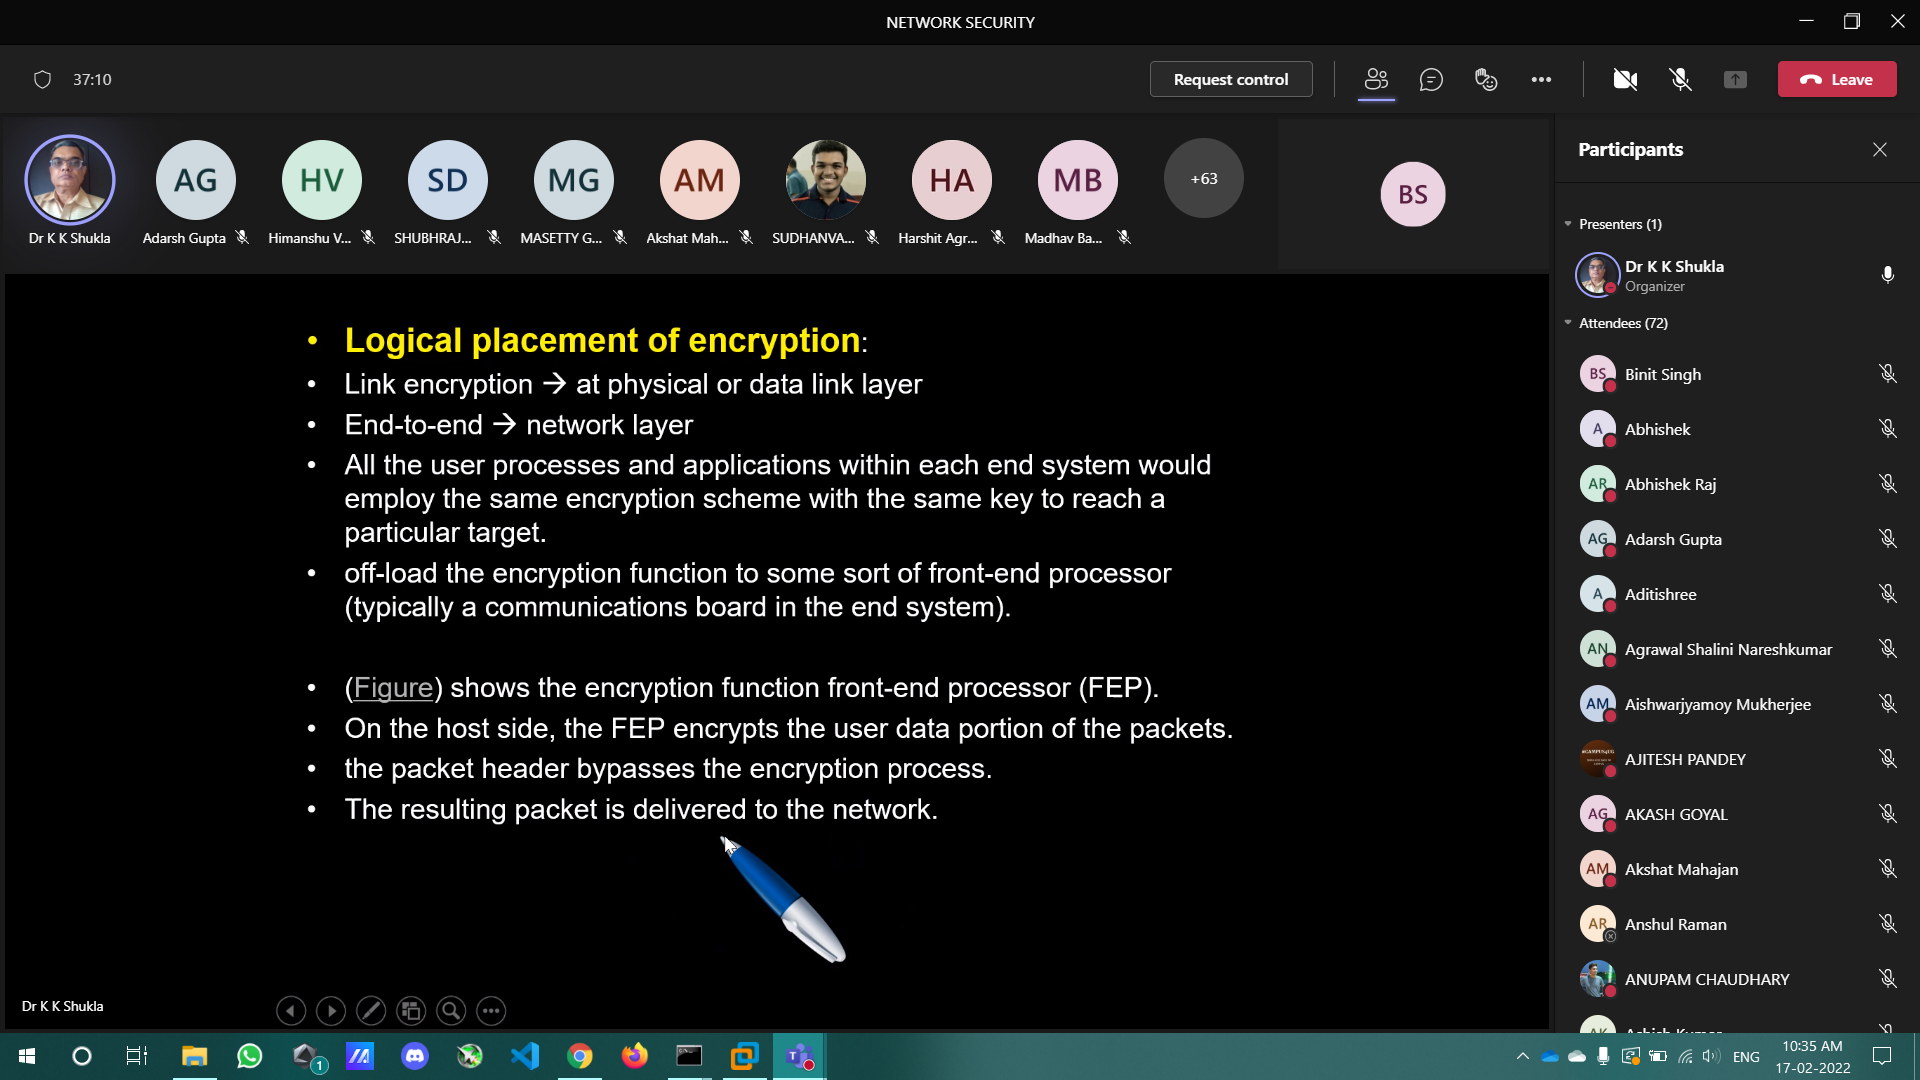 NETWORK SECURITY
37:10
Request control
Leave
AG
HV
SD
MG
AM
HA
MB
+63
BS
Dr K K Shukla
Adarsh Gupta
Himanshu V...
SHUBHRAJ...
MASETTY G...
Akshat Mah...
SUDHANVA...
Harshit Agr...
Madhav Ba...
• Logical placement of encryption:
• Link encryption → at physical or data link layer
• End-to-end → network layer
• All the user processes and applications within each end system would
employ the same encryption scheme with the same key to reach a
particular target.
• off-load the encryption function to some sort of front-end processor
(typically a communications board in the end system).
• (Figure) shows the encryption function front-end processor (FEP).
• On the host side, the FEP encrypts the user data portion of the packets.
• the packet header bypasses the encryption process.
• The resulting packet is delivered to the network.
Dr K K Shukla
Participants
Presenters (1)
Dr K K Shukla
Organizer
Attendees (72)
BS Binit Singh
A Abhishek
AR Abhishek Raj
AG Adarsh Gupta
A Aditishree
AN Agrawal Shalini Nareshkumar
AM Aishwarjyamoy Mukherjee
AJITESH PANDEY
AG AKASH GOYAL
AM Akshat Mahajan
AR Anshul Raman
ANUPAM CHAUDHARY
1
ENG
10:35 AM
17-02-2022